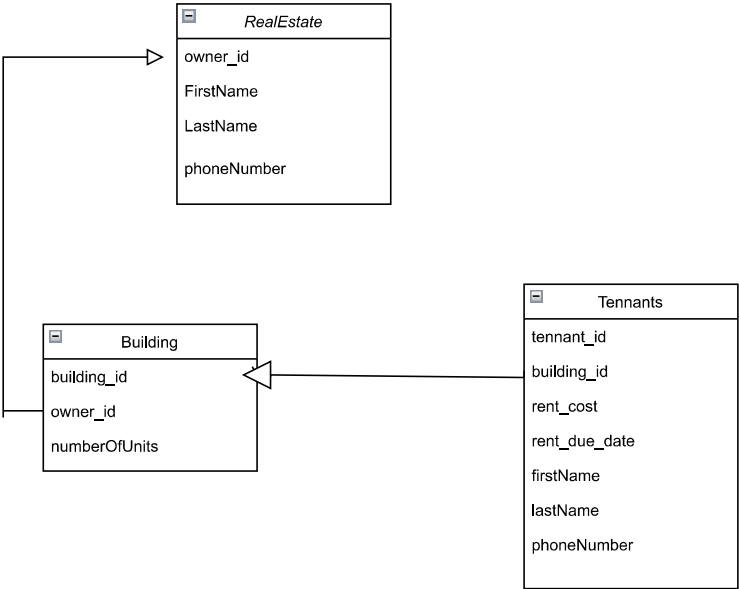 RealEstate
owner_id
FirstName
LastName
phoneNumber
Building
building_id
owner_id
numberOfUnits
Tennants
tennant_id
building_id
rent_cost
rent_due_date
firstName
lastName
phoneNumber